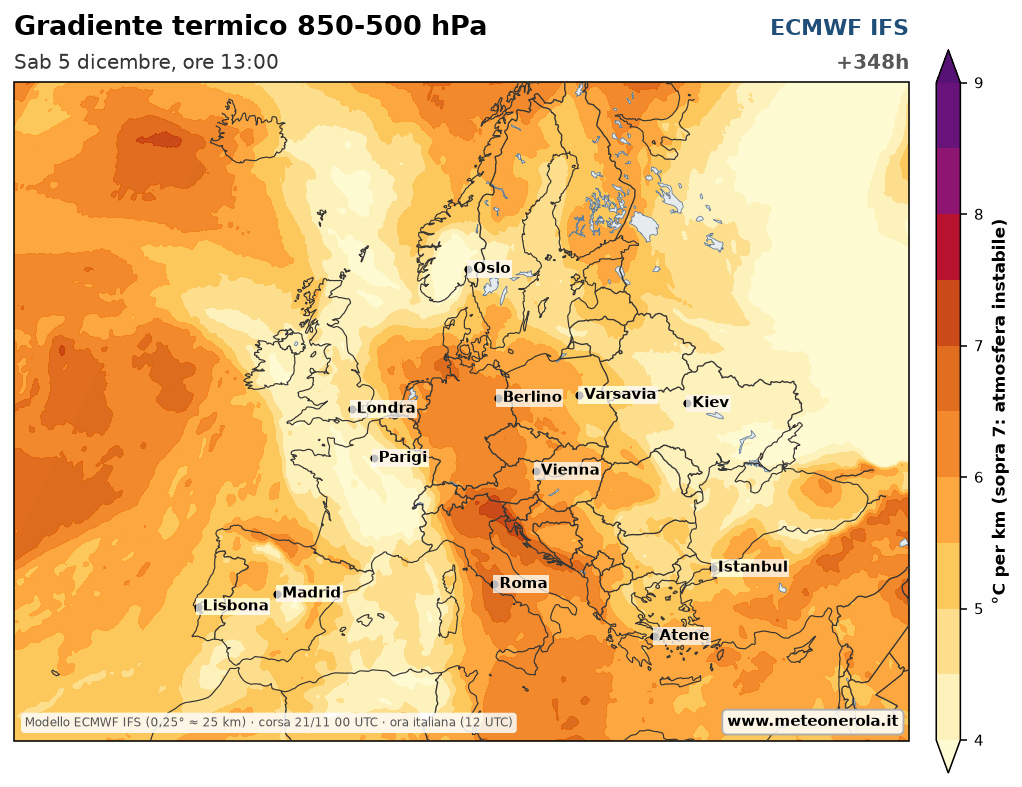 Gradiente termico 850-500 hPa
ECMWF IFS
Sab 5 dicembre, ore 13:00
+348h
Oslo
Londra
Berlino
Varsavia
Kiev
Parigi
Vienna
Istanbul
Roma
Madrid
Lisbona
Atene
Modello ECMWF IFS (0,25° ≈ 25 km) · corsa 21/11 00 UTC · ora italiana (12 UTC)
www.meteonerola.it
9
8
7
6
5
4
°C per km (sopra 7: atmosfera instabile)